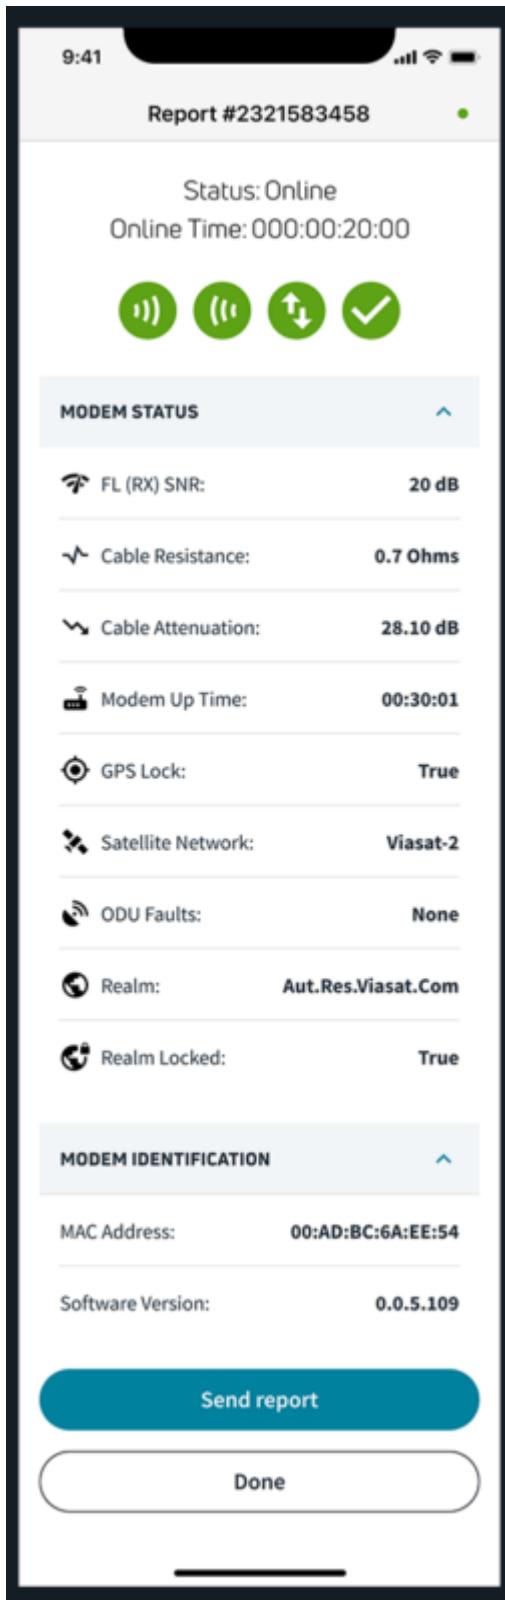 9:41
Report #2321583458
Status: Online
Online Time: 000:00:20:00
MODEM STATUS
FL (RX) SNR: 20 dB
Cable Resistance: 0.7 Ohms
Cable Attenuation: 28.10 dB
Modem Up Time: 00:30:01
GPS Lock: True
Satellite Network: Viasat-2
ODU Faults: None
Realm: Aut.Res.Viasat.Com
Realm Locked: True
MODEM IDENTIFICATION
MAC Address: 00:AD:BC:6A:EE:54
Software Version: 0.0.5.109
Send report
Done